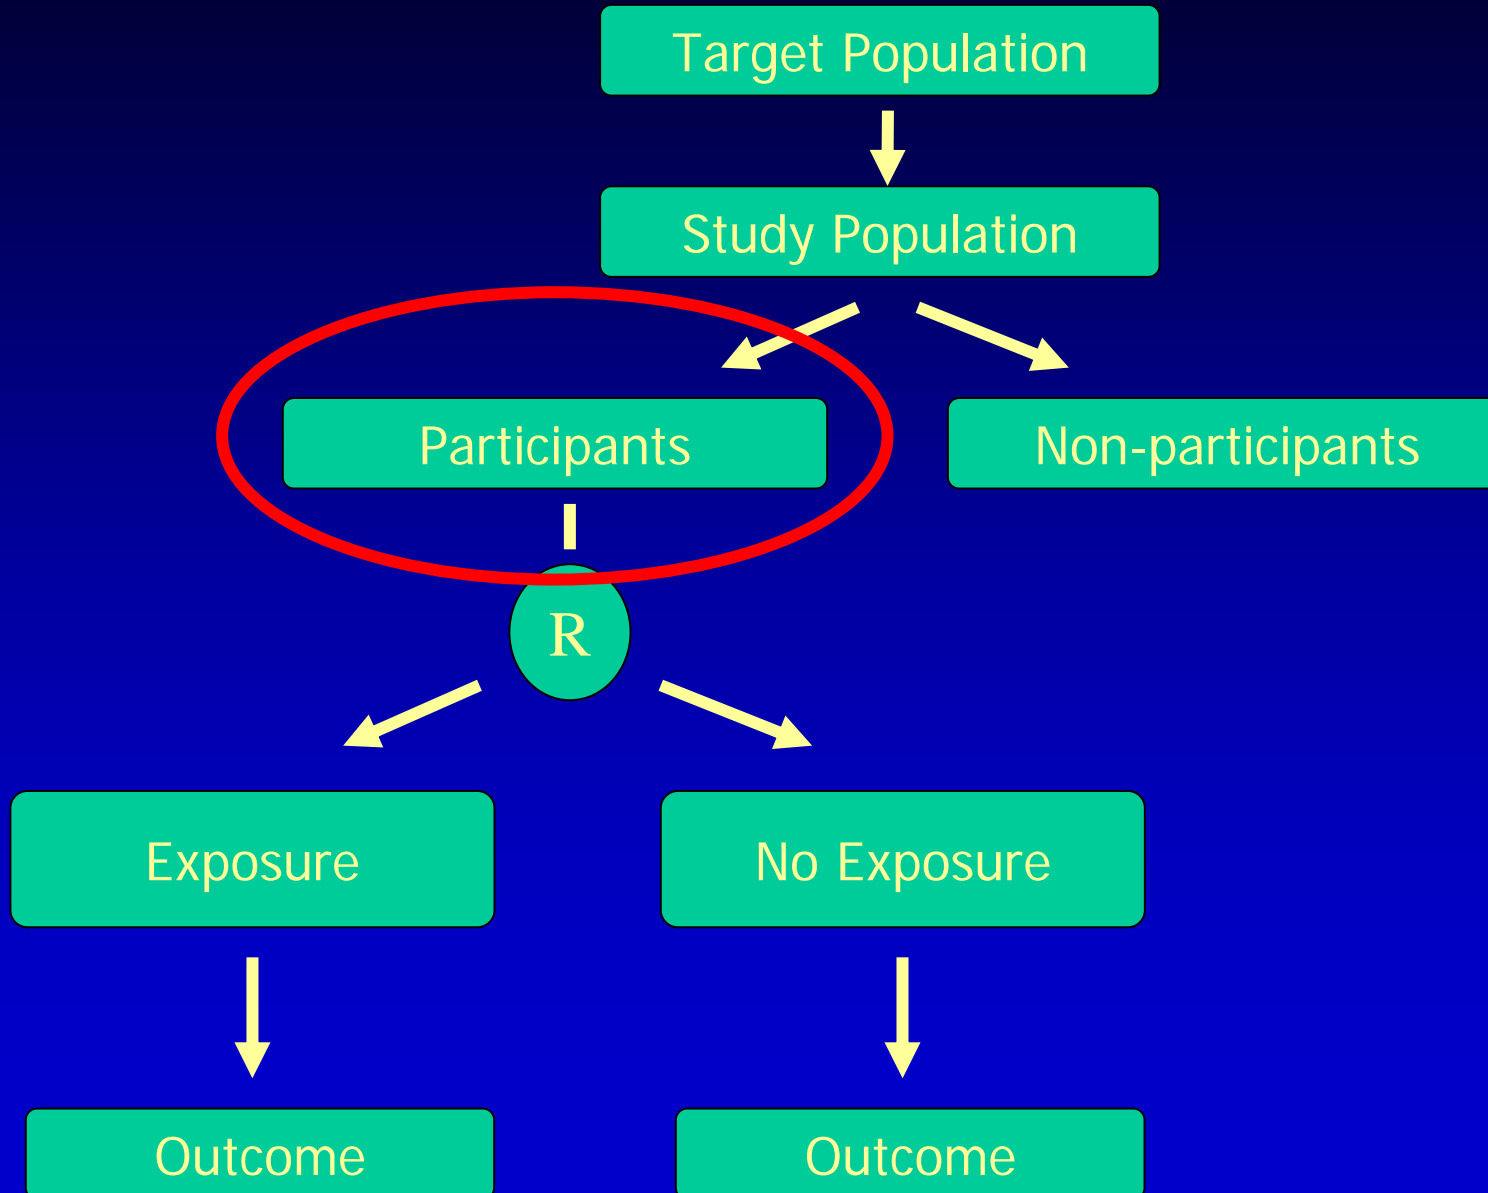 Target Population
Study Population
Participants
Non-participants
R
Exposure
No Exposure
Outcome
Outcome